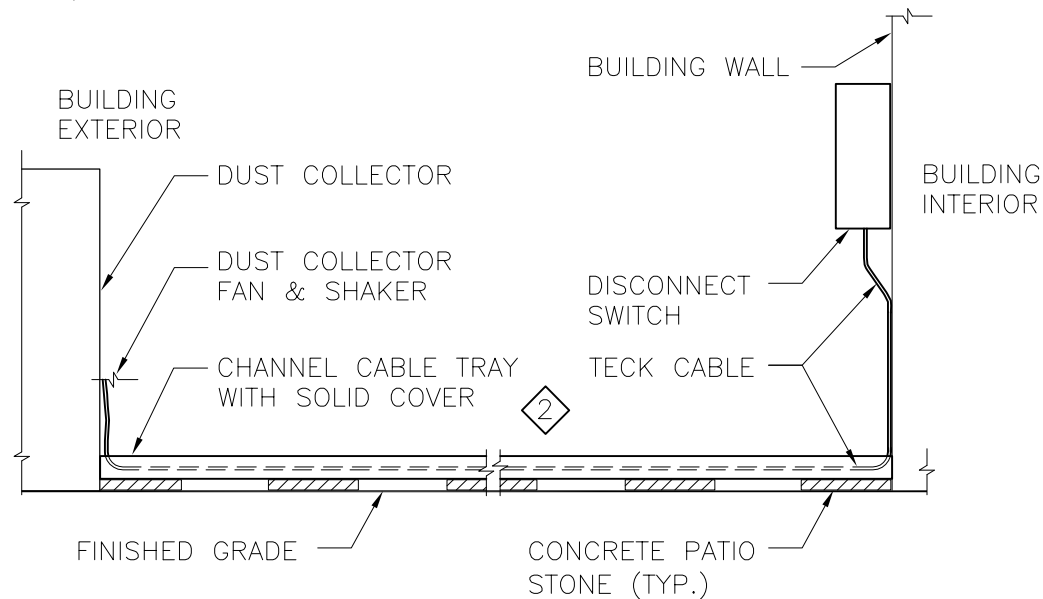 BUILDING WALL
BUILDING
EXTERIOR
DUST COLLECTOR
BUILDING
INTERIOR
DUST COLLECTOR
FAN & SHAKER
DISCONNECT
SWITCH
CHANNEL CABLE TRAY
WITH SOLID COVER
TECK CABLE
2
FINISHED GRADE
CONCRETE PATIO
STONE (TYP.)